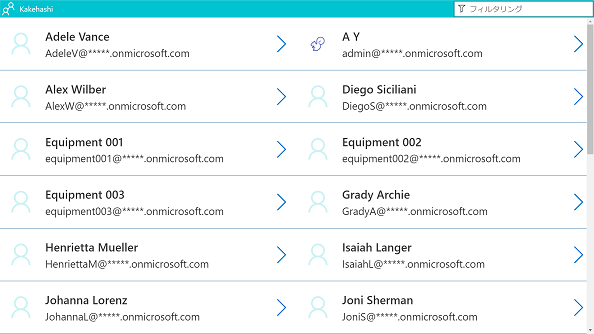 Kakehashi
フィルタリング
Adele Vance
AdeleV@*****.onmicrosoft.com
A Y
admin@*****.onmicrosoft.com
Alex Wilber
AlexW@*****.onmicrosoft.com
Diego Siciliani
DiegoS@*****.onmicrosoft.com
Equipment 001
equipment001@*****.onmicrosoft.com
Equipment 002
equipment002@*****.onmicrosoft.com
Equipment 003
equipment003@*****.onmicrosoft.com
Grady Archie
GradyA@*****.onmicrosoft.com
Henrietta Mueller
HenriettaM@*****.onmicrosoft.com
Isaiah Langer
IsaiahL@*****.onmicrosoft.com
Johanna Lorenz
JohannaL@*****.onmicrosoft.com
Joni Sherman
JoniS@*****.onmicrosoft.com